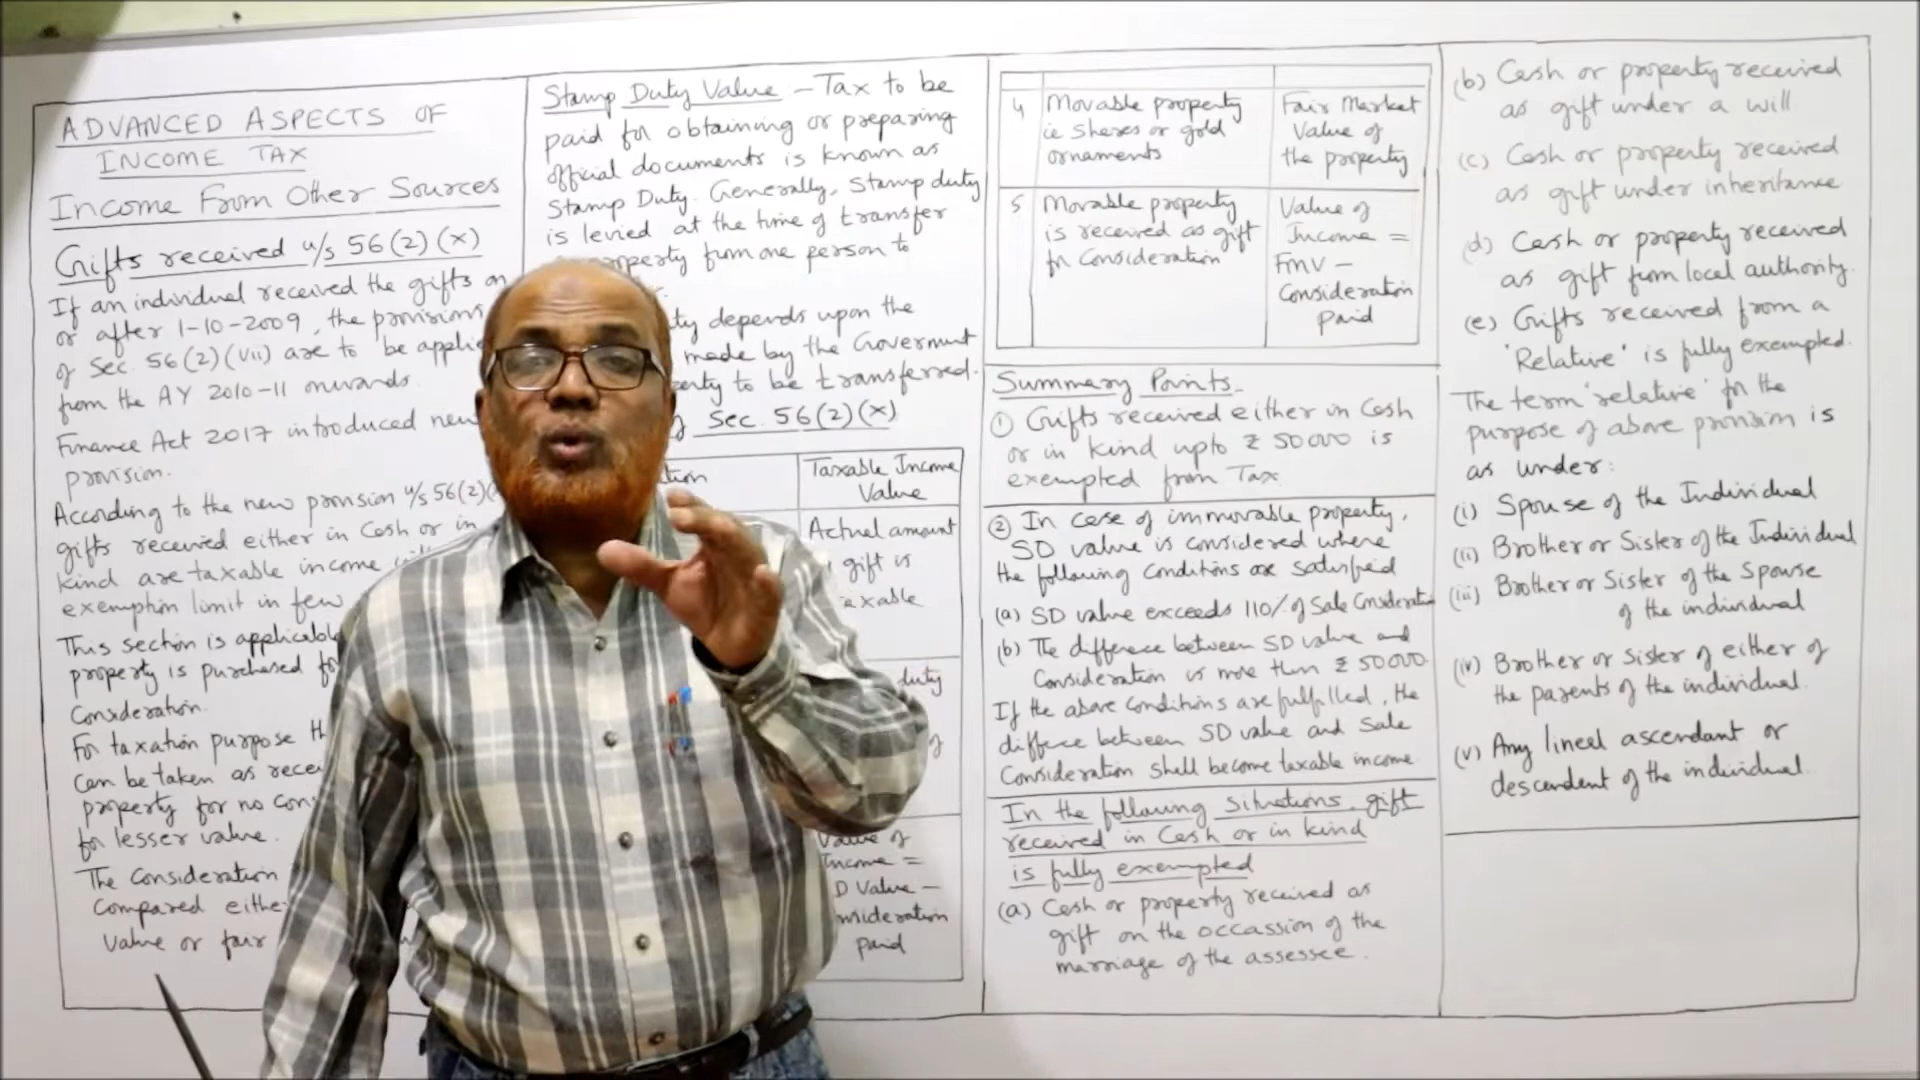 ADVANCED ASPECTS OF
INCOME TAX
Income From Other Sources
Gifts received u/s 56(2)(x)
If an individual received the gifts on
or after 1-10-2009, the provisions
of Sec. 56(2)(vii) are to be
from the AY 2010-11 onwards.
Finance Act 2017 introduced new
provision.
According to the new provision u/s 56(2)
gifts received either in Cash or in
kind are taxable income
exemption limit in few
This section is applicable
property is purchased
Consideration.
For taxation purpose
Can be taken as
property for no
for lesser value.
The Consideration
Compared
Value or fair
Stamp Duty Value - Tax to be
paid for obtaining or preparing
official documents is known as
Stamp Duty. Generally, Stamp duty
is levied at the time of transfer
property from one person to
depends upon the
made by the Goverment
to be transferred.
Sec. 56(2)(x)
Taxable Income
Value
Actual amount
gift is
duty
Value of
Income =
Value -
paid
4 Movable property
ie Shares or gold
ornaments
Fair Market
Value of
the property
5 Movable property
is received as gift
for Consideration
Value of
Income =
FMV -
Consideration
paid
Summary Points
① Gifts received either in Cash
or in kind upto ₹ 50000 is
exempted from Tax
② In case of immovable property,
SD value is considered where
the following Conditions are satisfied
(a) SD value exceeds 110% of Sale
(b) The difference between SD value and
Consideration is more than ₹ 50000.
If the above Conditions are fulfilled, the
differce between SD value and Sale
Consideration shall become taxable income
In the following situations, gift
received in Cash or in kind
is fully exempted
(a) Cash or property received as
gift on the occassion of the
marriage of the assessee.
(b) Cash or property received
as gift under a will
(c) Cash or property received
as gift under inheritance
(d) Cash or property received
as gift from local authority.
(e) Gifts received from a
'Relative' is fully exempted.
The term 'relative' for the
purpose of above provision is
as under:
(i) Spouse of the Individual
(ii) Brother or Sister of the Individual
(iii) Brother or Sister of the Spouse
of the individual
(iv) Brother or Sister of either of
the parents of the individual.
(v) Any lineal ascendant or
descendent of the individual.